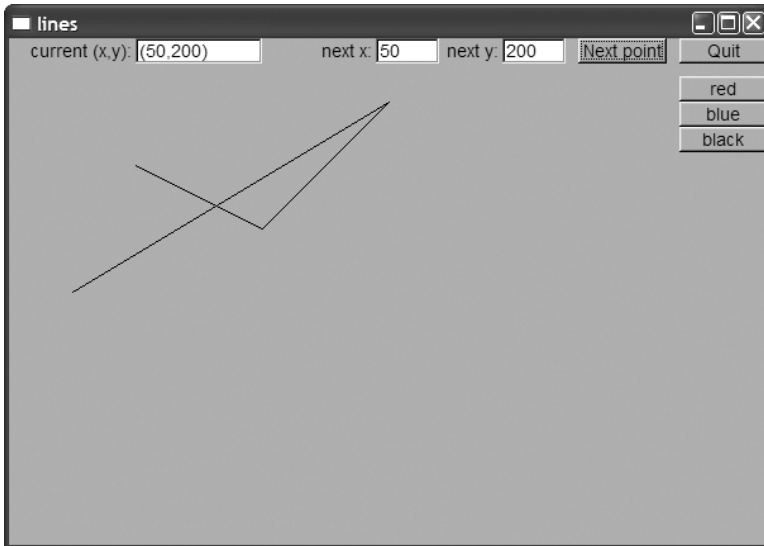 lines
current (x,y): (50,200) next x: 50 next y: 200 Next point Quit
red
blue
black